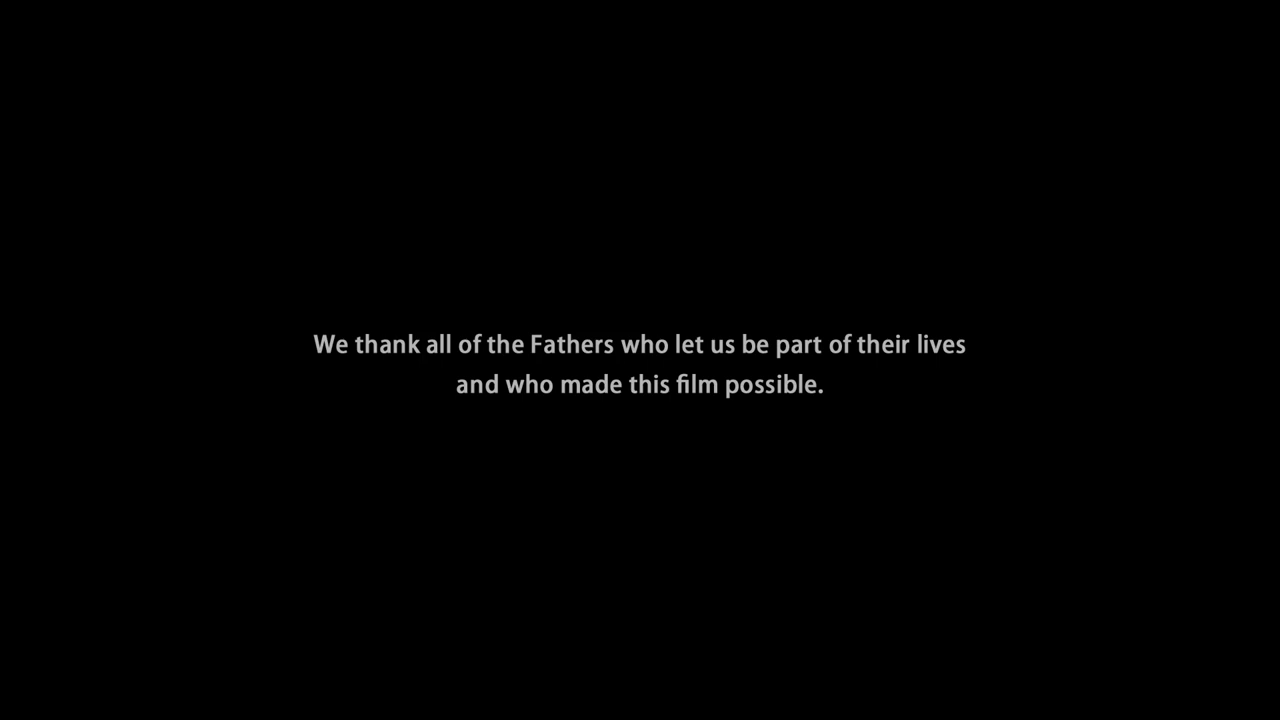 We thank all of the Fathers who let us be part of their lives
and who made this film possible.